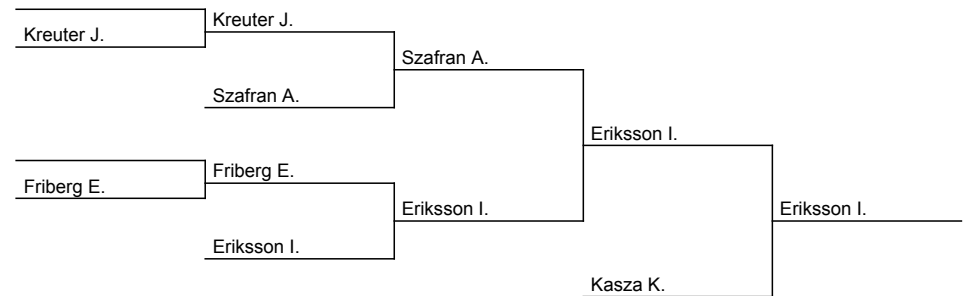 Kreuter J.
Kreuter J.
Szafran A.
Szafran A.
Friberg E.
Friberg E.
Eriksson I.
Eriksson I.
Eriksson I.
Kasza K.
Eriksson I.